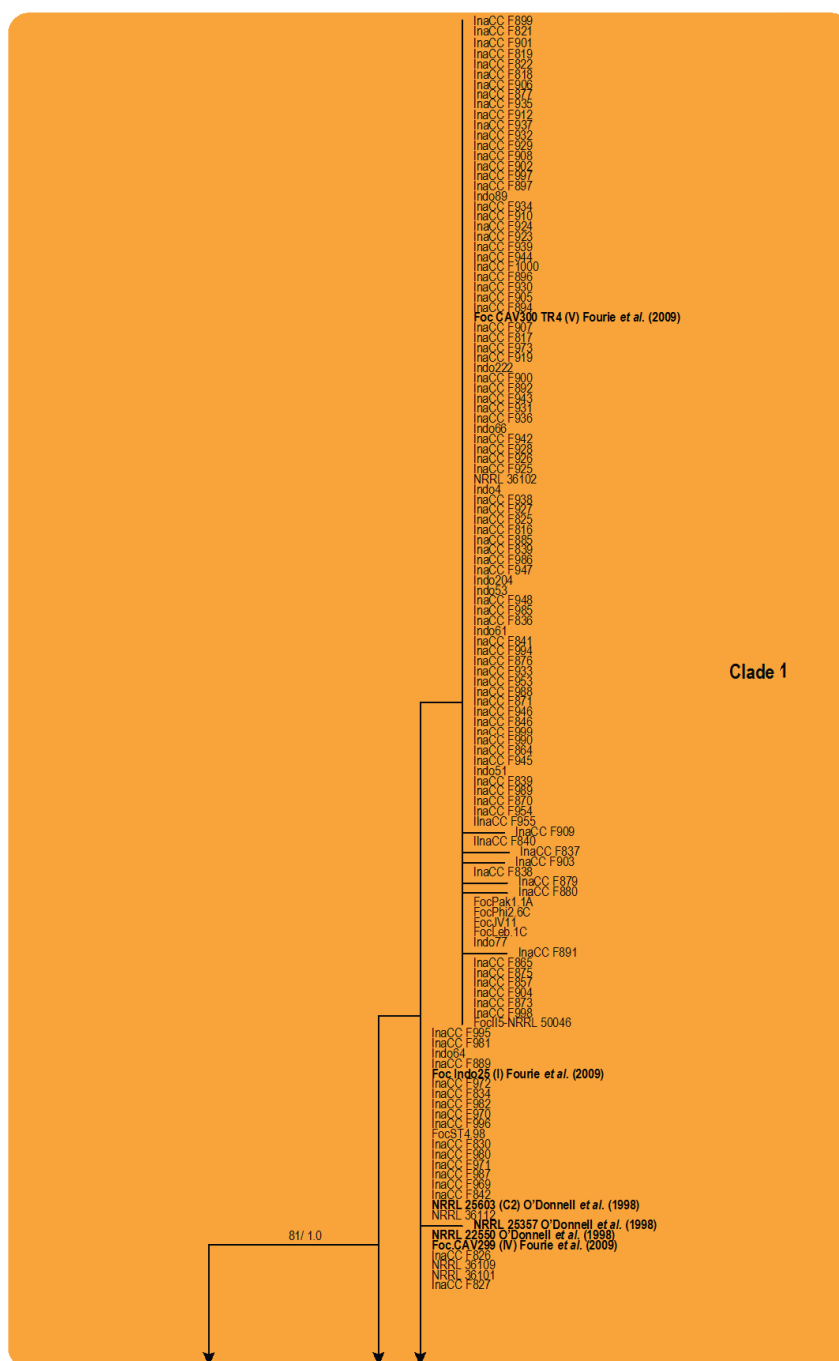 InaCC F899
InaCC F821
InaCC F901
InaCC F819
InaCC F822
InaCC F818
InaCC F906
InaCC F877
InaCC F935
InaCC F912
InaCC F937
InaCC F932
InaCC F929
InaCC F908
InaCC F902
InaCC F997
InaCC F897
Indo89
InaCC F934
InaCC F910
InaCC F924
InaCC F923
InaCC F939
InaCC F944
InaCC F1000
InaCC F896
InaCC F930
InaCC F905
InaCC F894
Foc CAV300 TR4 (V) Fourie et al. (2009)
InaCC F907
InaCC F817
InaCC F973
InaCC F919
Indo222
InaCC F900
InaCC F892
InaCC F943
InaCC F931
InaCC F936
Indo66
InaCC F942
InaCC F928
InaCC F926
InaCC F925
NRRL 36102
Indo4
InaCC F938
InaCC F927
InaCC F825
InaCC F816
InaCC F885
InaCC F839
InaCC F986
InaCC F947
Indo204
Indo53
InaCC F948
InaCC F985
InaCC F836
Indo61
InaCC F841
InaCC F994
InaCC F876
InaCC F933
InaCC F953
Clade 1
InaCC F988
InaCC F871
InaCC F946
InaCC F846
InaCC F999
InaCC F990
InaCC F864
InaCC F945
Indo51
InaCC F839
InaCC F989
InaCC F870
InaCC F954
IInaCC F955
InaCC F909
IInaCC F840
InaCC F837
InaCC F903
InaCC F838
InaCC F879
InaCC F880
FocPak1.1A
FocPhi2.6C
FocJV11
FocLeb.1C
Indo77
InaCC F891
InaCC F865
InaCC F875
InaCC F857
InaCC F904
InaCC F873
InaCC F998
FocII5-NRRL 50046
InaCC F995
InaCC F981
Indo64
InaCC F889
Foc Indo25 (I) Fourie et al. (2009)
InaCC F972
InaCC F834
InaCC F982
InaCC F970
InaCC F996
FocST4.98
InaCC F830
InaCC F980
InaCC F971
InaCC F987
InaCC F969
InaCC F842
NRRL 25603 (C2) O'Donnell et al. (1998)
NRRL 36112
NRRL 25357 O'Donnell et al. (1998)
NRRL 22550 O'Donnell et al. (1998)
81/ 1.0
Foc CAV299 (IV) Fourie et al. (2009)
InaCC F826
NRRL 36109
NRRL 36101
InaCC F827